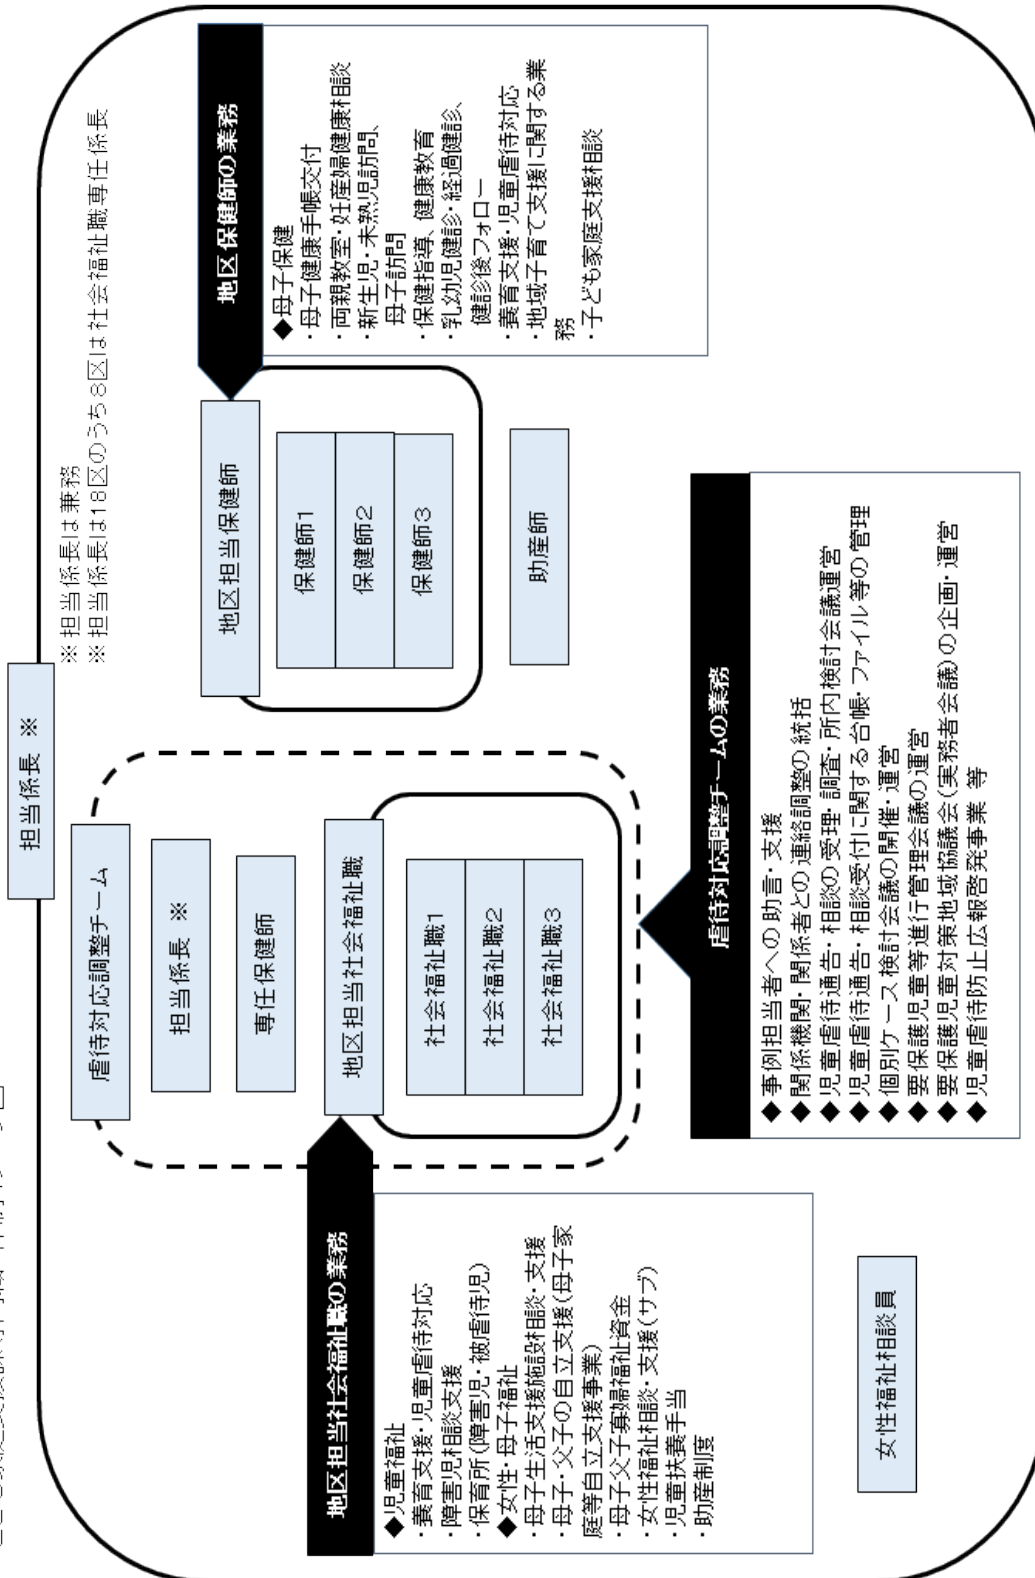 担当係長 ※
※担当係長は兼務
※担当係長は18区のうち8区は社会福祉職専任係長
虐待対応調整チーム
担当係長 ※
専任保健師
地区担当社会福祉職
社会福祉職1
社会福祉職2
社会福祉職3
地区担当保健師
保健師1
保健師2
保健師3
助産師
地区保健師の業務
◆母子保健
・母子健康手帳交付
・両親教室・妊産婦健康相談
・新生児・未熟児訪問、
母子訪問
・保健指導、健康教育
・乳幼児健診・経過健診、
健診後フォロー
・養育支援・児童虐待対応
・地域子育て支援に関する業
務
・子ども家庭支援相談
地区担当社会福祉職の業務
◆児童福祉
・養育支援・児童虐待対応
・障害児相談支援
・保育所(障害児・被虐待児)
◆女性・母子福祉
・母子生活支援施設相談・支援
・母子・父子の自立支援(母子家
庭等自立支援事業)
・母子父子寡婦福祉資金
・女性福祉相談・支援(サブ)
・児童扶養手当
・助産制度
虐待対応調整チームの業務
◆事例担当者への助言・支援
◆関係機関・関係者との連絡調整の統括
◆児童虐待通告・相談の受理・調査・所内検討会議運営
◆児童虐待通告・相談受付に関する台帳・ファイル等の管理
◆個別ケース検討会議の開催・運営
◆要保護児童等進行管理会議の運営
◆要保護児童対策地域協議会(実務者会議)の企画・運営
◆児童虐待防止広報啓発事業 等
女性福祉相談員